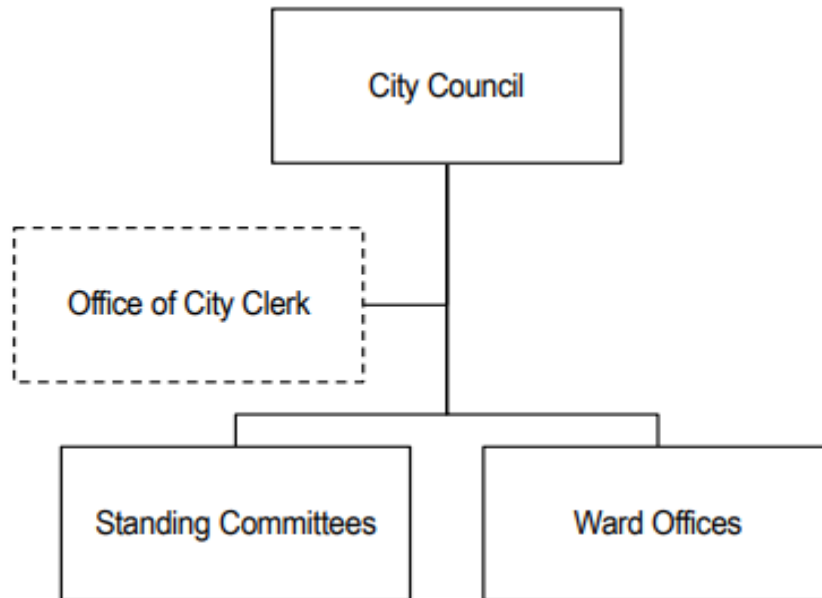 City Council
Office of City Clerk
Standing Committees
Ward Offices